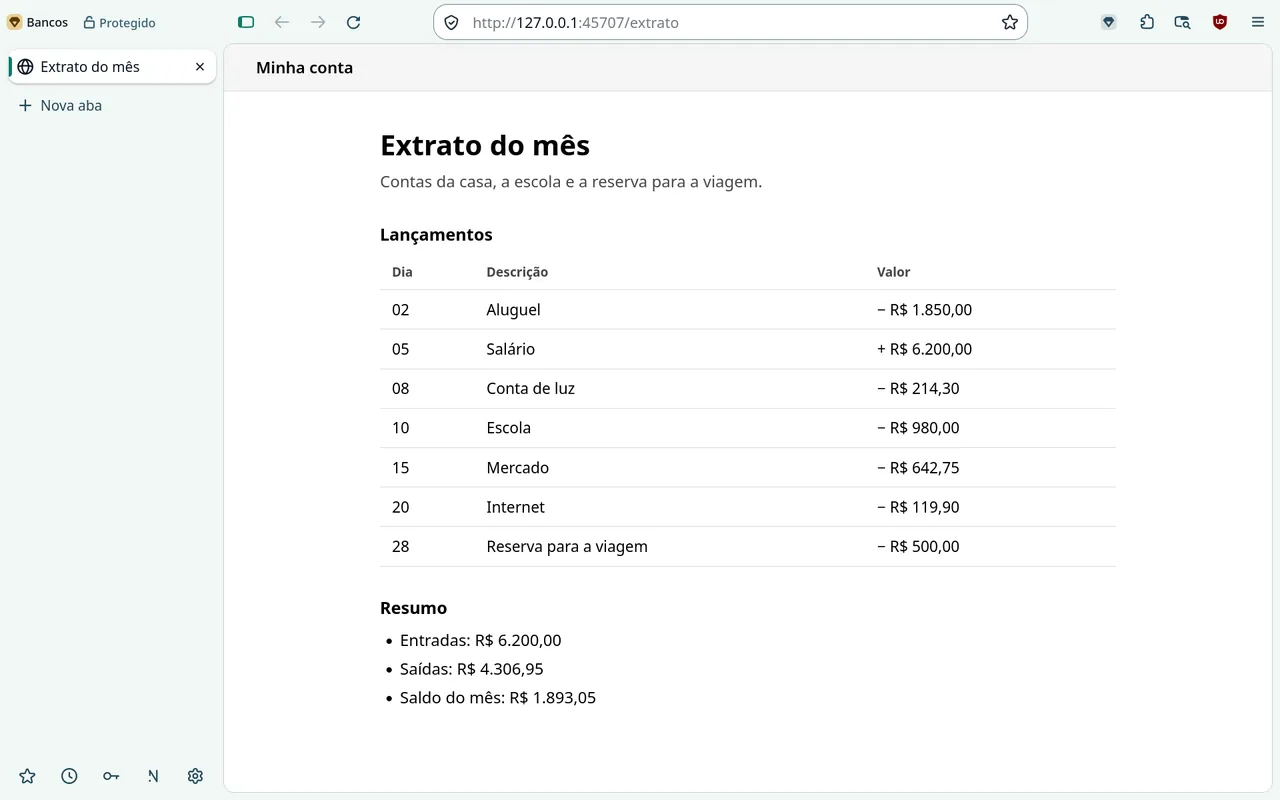 Bancos
Protegido
http://127.0.0.1:45707/extrato
Extrato do mês
Nova aba
Minha conta
Extrato do mês
Contas da casa, a escola e a reserva para a viagem.
Lançamentos
Dia Descrição Valor
02 Aluguel − R$ 1.850,00
05 Salário + R$ 6.200,00
08 Conta de luz − R$ 214,30
10 Escola − R$ 980,00
15 Mercado − R$ 642,75
20 Internet − R$ 119,90
28 Reserva para a viagem − R$ 500,00
Resumo
• Entradas: R$ 6.200,00
• Saídas: R$ 4.306,95
• Saldo do mês: R$ 1.893,05